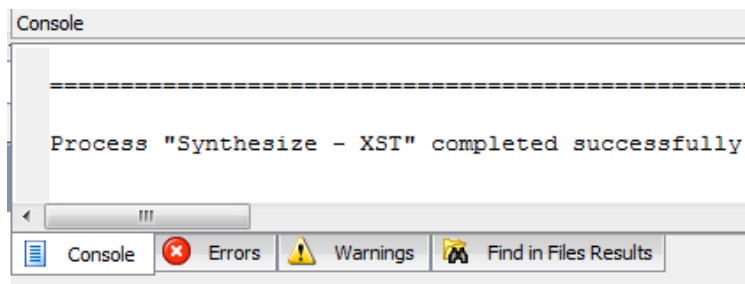 Console
================================================
Process "Synthesize - XST" completed successfully
Console Errors Warnings Find in Files Results